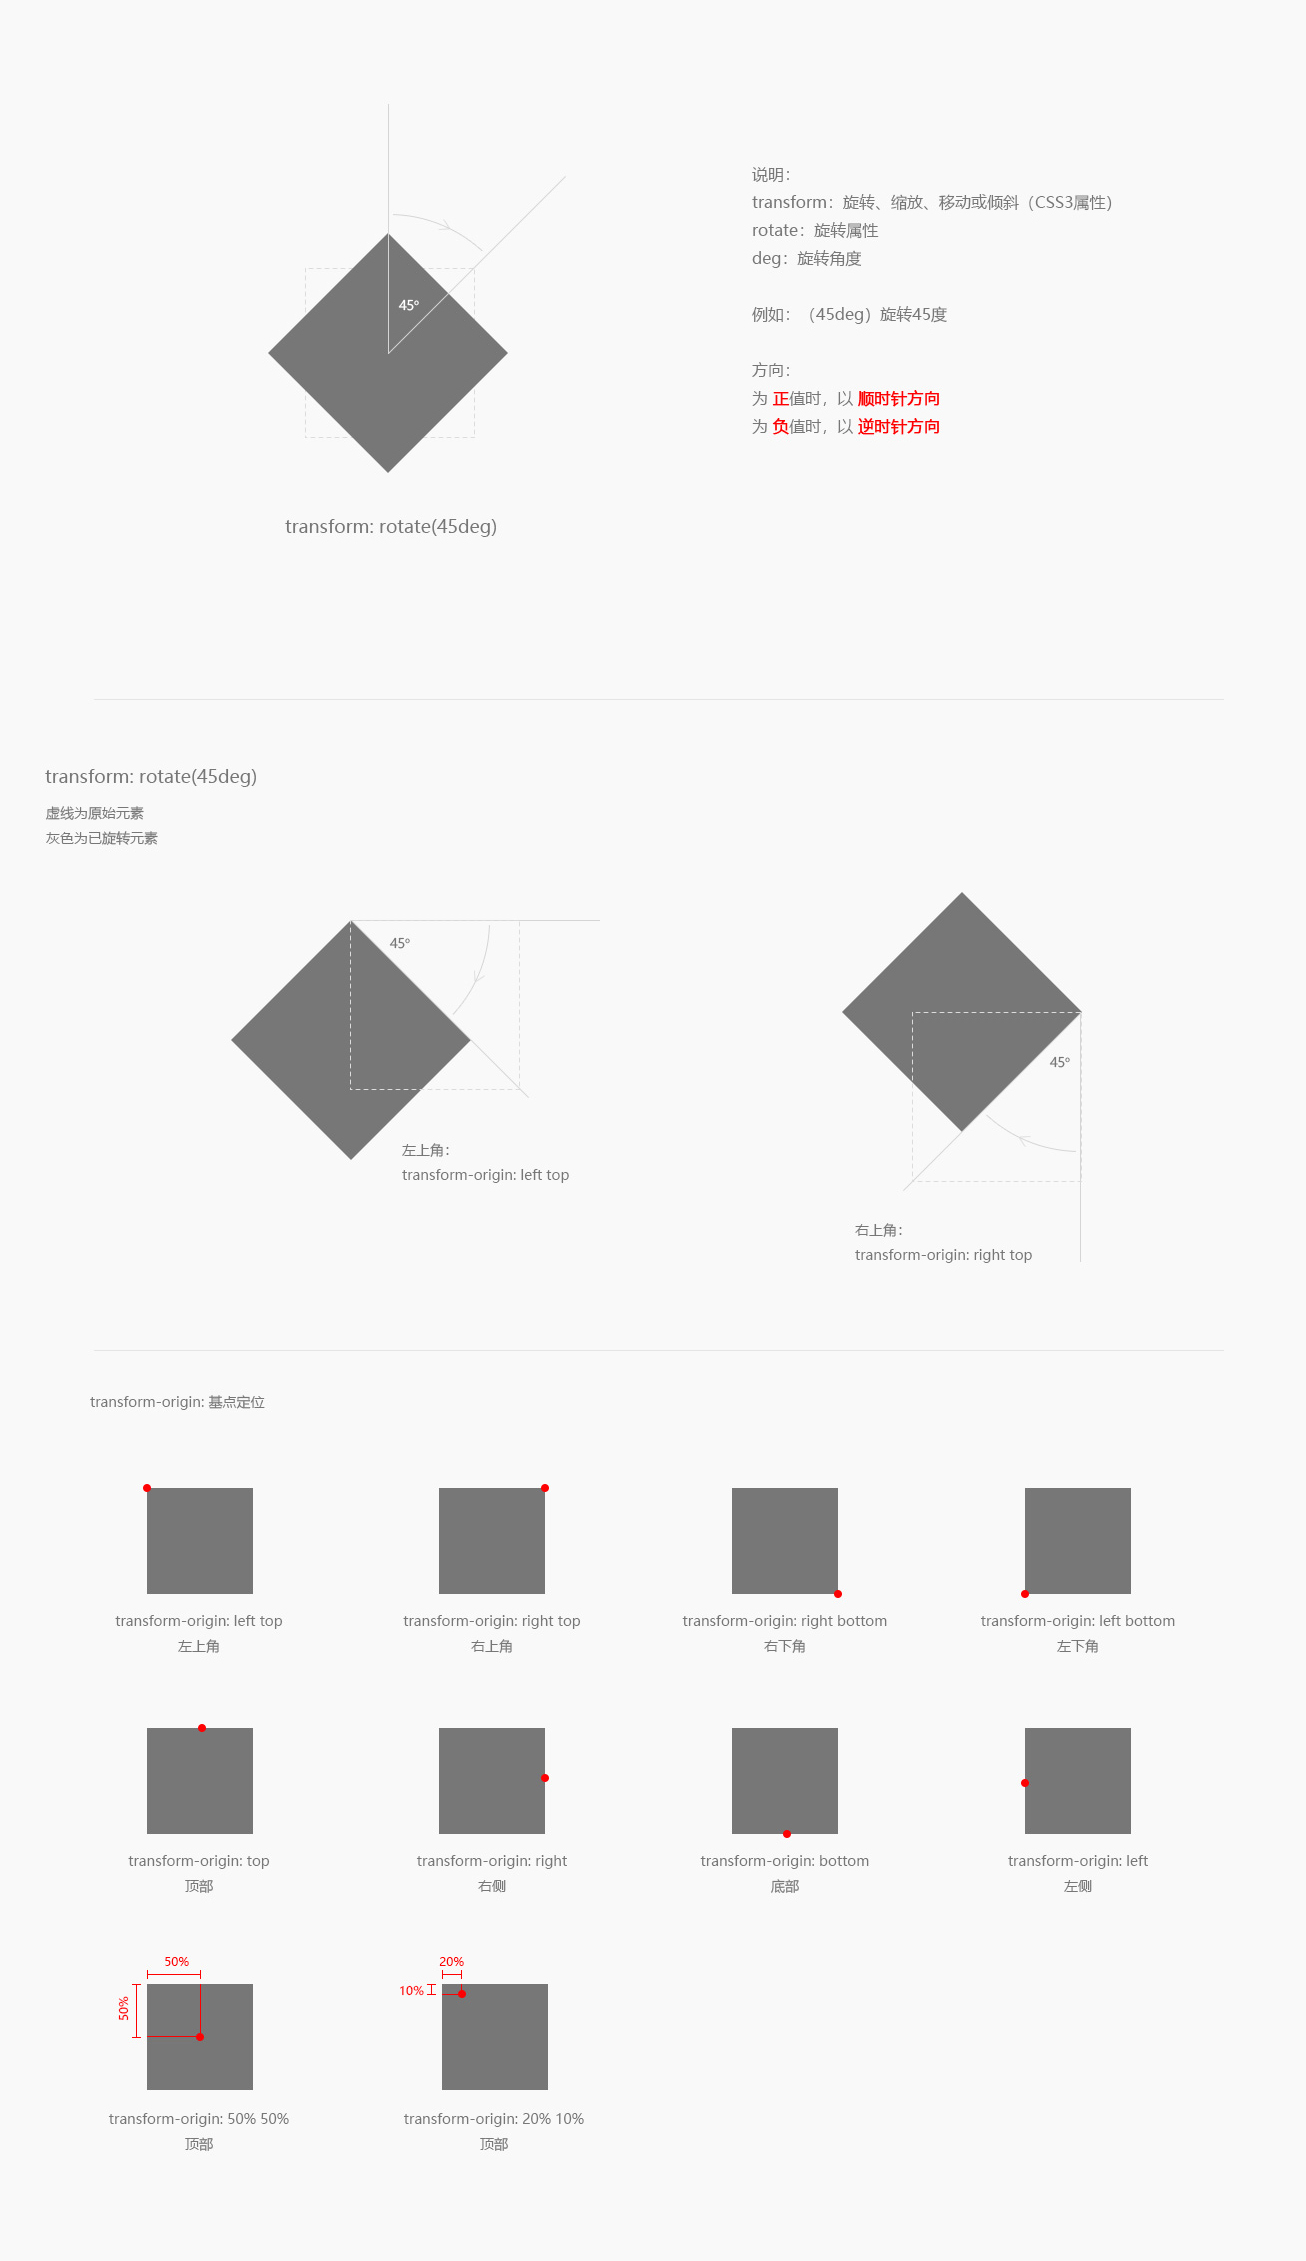 说明：
transform：旋转、缩放、移动或倾斜（CSS3属性）
rotate：旋转属性
deg：旋转角度
例如：（45deg）旋转45度
方向：
为 正值时，以 顺时针方向
为 负值时，以 逆时针方向
45°
transform: rotate(45deg)
transform: rotate(45deg)
虚线为原始元素
灰色为已旋转元素
45°
左上角：
transform-origin: left top
45°
右上角：
transform-origin: right top
transform-origin: 基点定位
transform-origin: left top
左上角
transform-origin: right top
右上角
transform-origin: right bottom
右下角
transform-origin: left bottom
左下角
transform-origin: top
顶部
transform-origin: right
右侧
transform-origin: bottom
底部
transform-origin: left
左侧
50%
50%
transform-origin: 50% 50%
顶部
20%
10%
transform-origin: 20% 10%
顶部